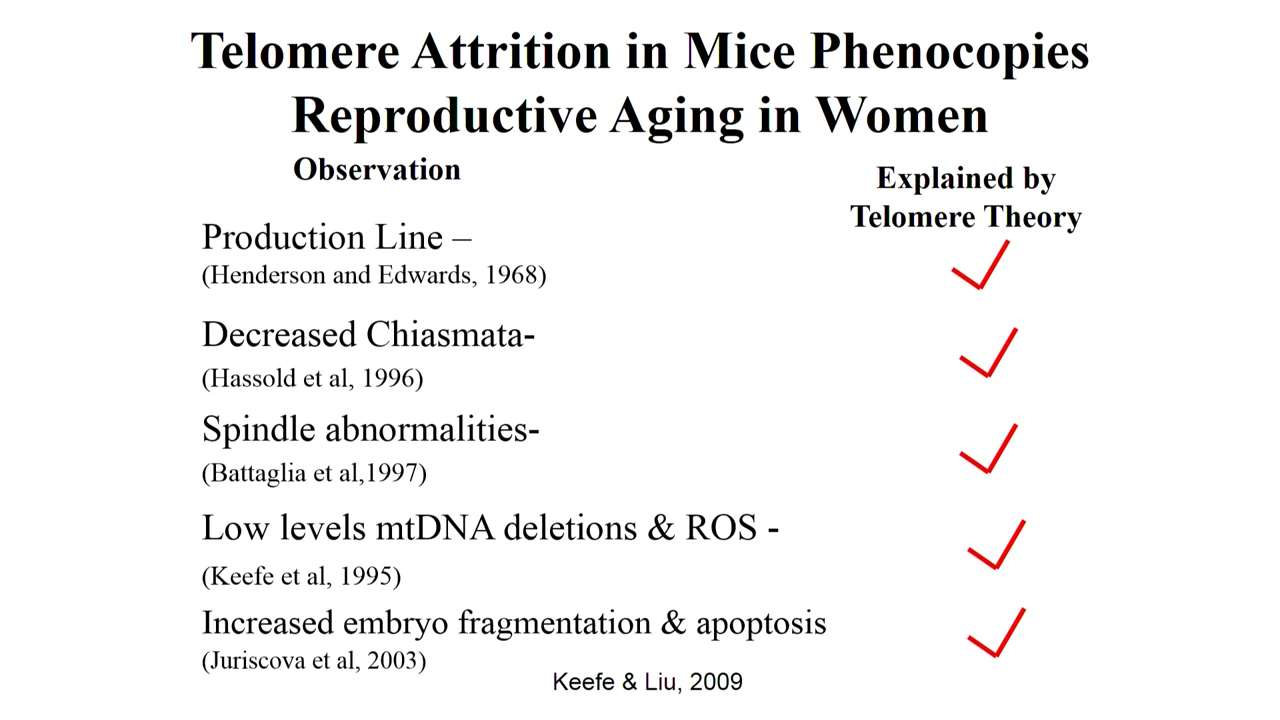 Telomere Attrition in Mice Phenocopies
Reproductive Aging in Women
Observation
Explained by
Telomere Theory
Production Line –
(Henderson and Edwards, 1968)
Decreased Chiasmata-
(Hassold et al, 1996)
Spindle abnormalities-
(Battaglia et al,1997)
Low levels mtDNA deletions & ROS -
(Keefe et al, 1995)
Increased embryo fragmentation & apoptosis
(Juriscova et al, 2003)
Keefe & Liu, 2009